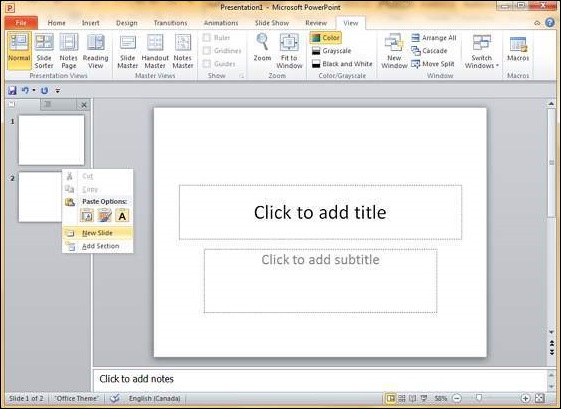 Presentation1 - Microsoft PowerPoint
File Home Insert Design Transitions Animations Slide Show Review View
Normal Slide Sorter Notes Page Reading View
Presentation Views
Slide Master Handout Master Notes Master
Master Views
Ruler
Gridlines
Guides
Show
Zoom Fit to Window
Zoom
Color
Grayscale
Black and White
Color/Grayscale
New Window
Arrange All
Cascade
Move Split
Switch Windows
Window
Macros
Macros
1
2
Cut
Copy
Paste Options:
A
New Slide
Add Section
Click to add title
Click to add subtitle
Click to add notes
Slide 1 of 2 "Office Theme" English (Canada) 58%